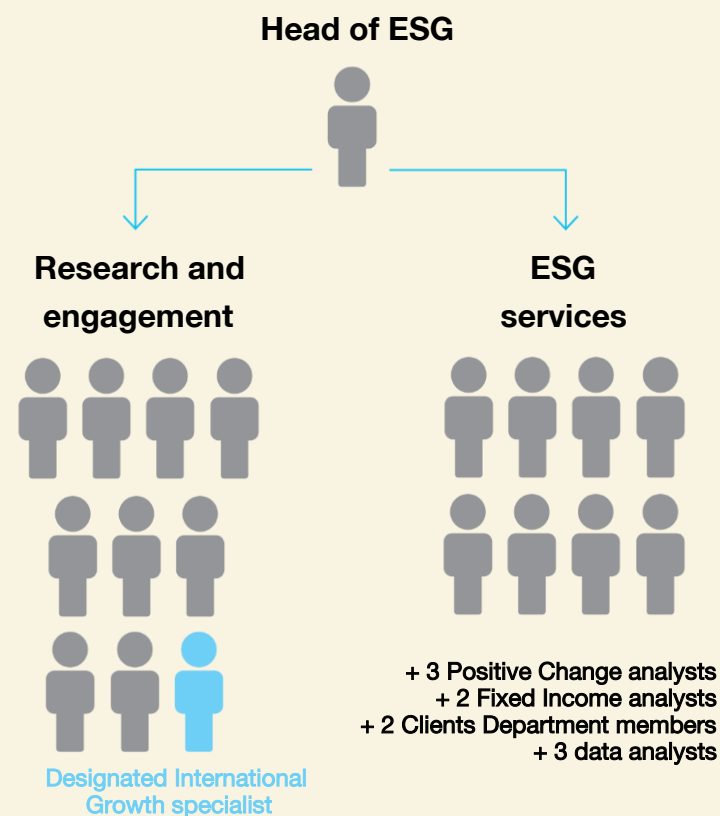 Head of ESG
Research and
engagement
ESG
services
+ 3 Positive Change analysts
+ 2 Fixed Income analysts
+ 2 Clients Department members
+ 3 data analysts
Designated International
Growth specialist